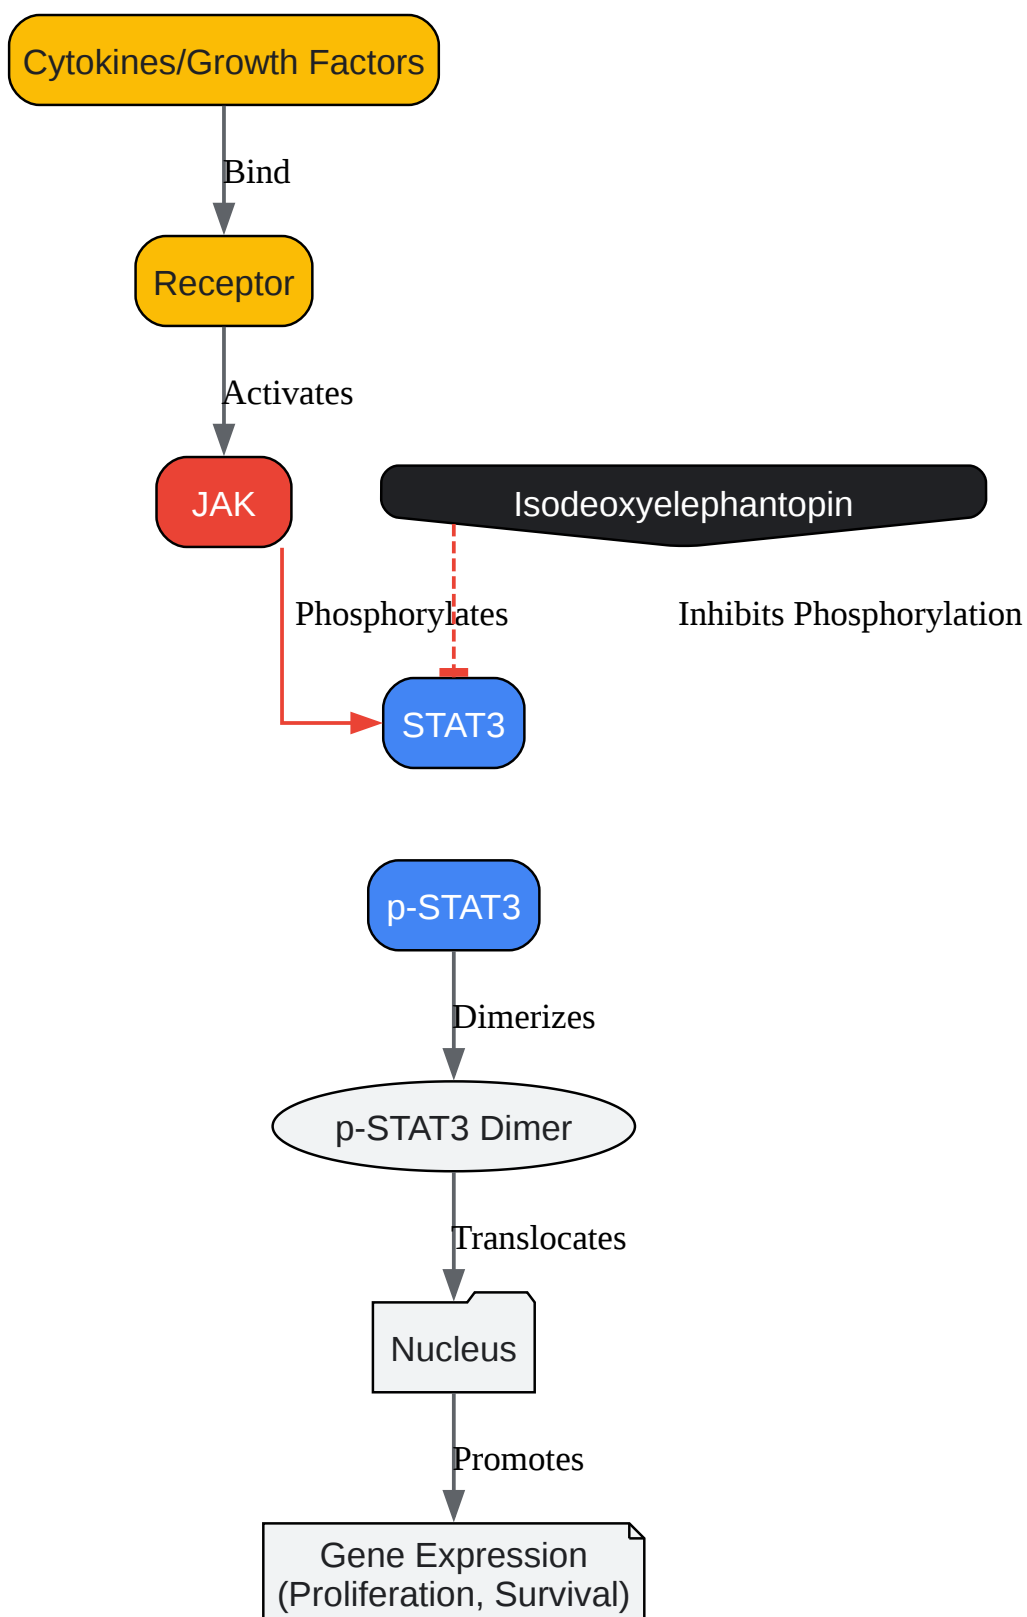 Cytokines/Growth Factors
Bind
Receptor
Activates
JAK
Isodeoxyelephantopin
Phosphorylates
Inhibits Phosphorylation
STAT3
p-STAT3
Dimerizes
p-STAT3 Dimer
Translocates
Nucleus
Promotes
Gene Expression
(Proliferation, Survival)